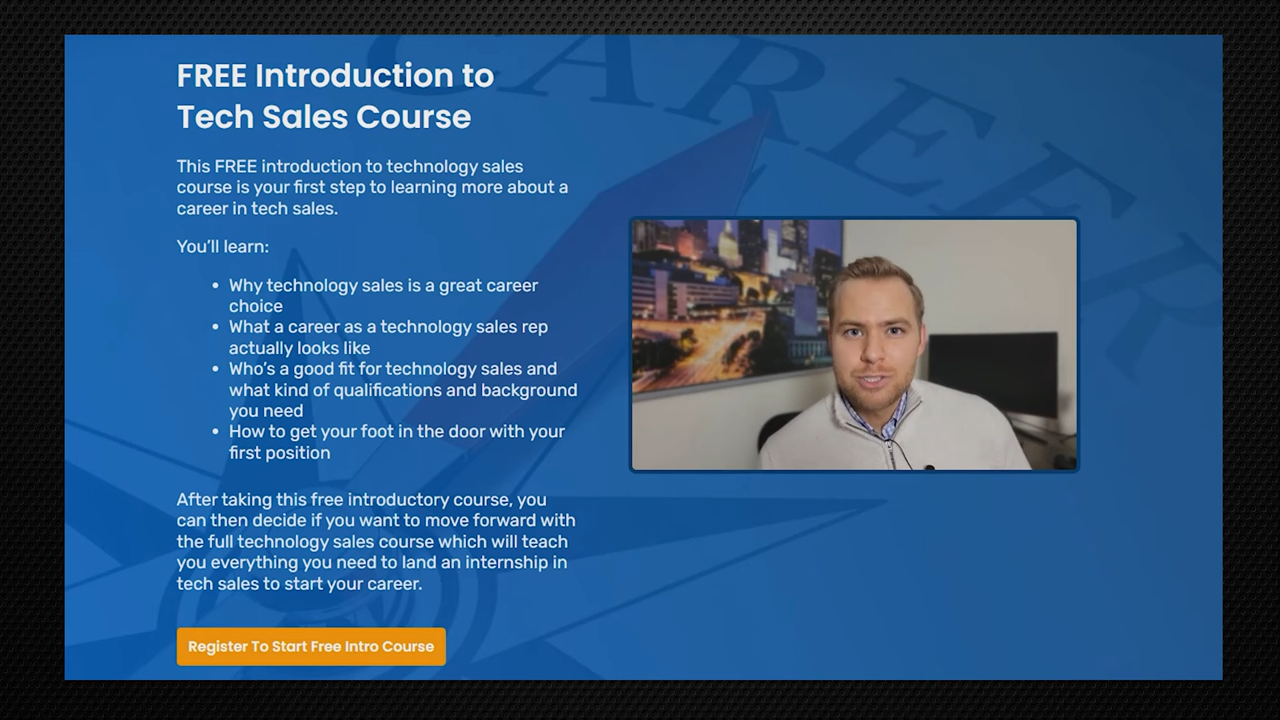 CAREER
FREE Introduction to
Tech Sales Course
This FREE introduction to technology sales
course is your first step to learning more about a
career in tech sales.
You'll learn:
• Why technology sales is a great career
choice
• What a career as a technology sales rep
actually looks like
• Who's a good fit for technology sales and
what kind of qualifications and background
you need
• How to get your foot in the door with your
first position
After taking this free introductory course, you
can then decide if you want to move forward with
the full technology sales course which will teach
you everything you need to land an internship in
tech sales to start your career.
Register To Start Free Intro Course